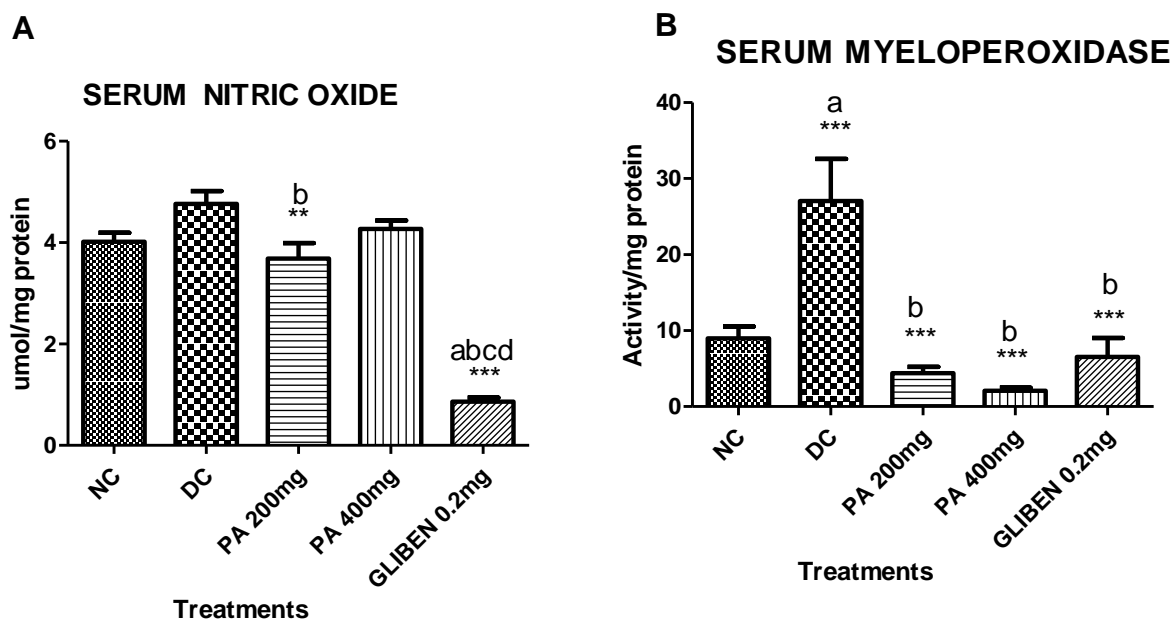 A
SERUM NITRIC OXIDE
umol/mg protein
6
4
2
0
b
**
abcd
***
NC
DC
PA 200mg
PA 400mg
GLIBEN 0.2mg
Treatments
B
SERUM MYELOPEROXIDASE
Activity/mg protein
40
30
20
10
0
a
***
b
***
b
***
b
***
NC
DC
PA 200mg
PA 400mg
GLIBEN 0.2mg
Treatments